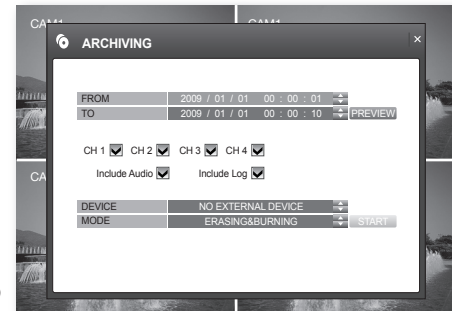 CAM1
CAM1
ARCHIVING
×
FROM 2009 / 01 / 01 00 : 00 : 01
TO 2009 / 01 / 01 00 : 00 : 10 PREVIEW
CH 1 CH 2 CH 3 CH 4
Include Audio Include Log
CA
DEVICE NO EXTERNAL DEVICE
MODE ERASING&BURNING START